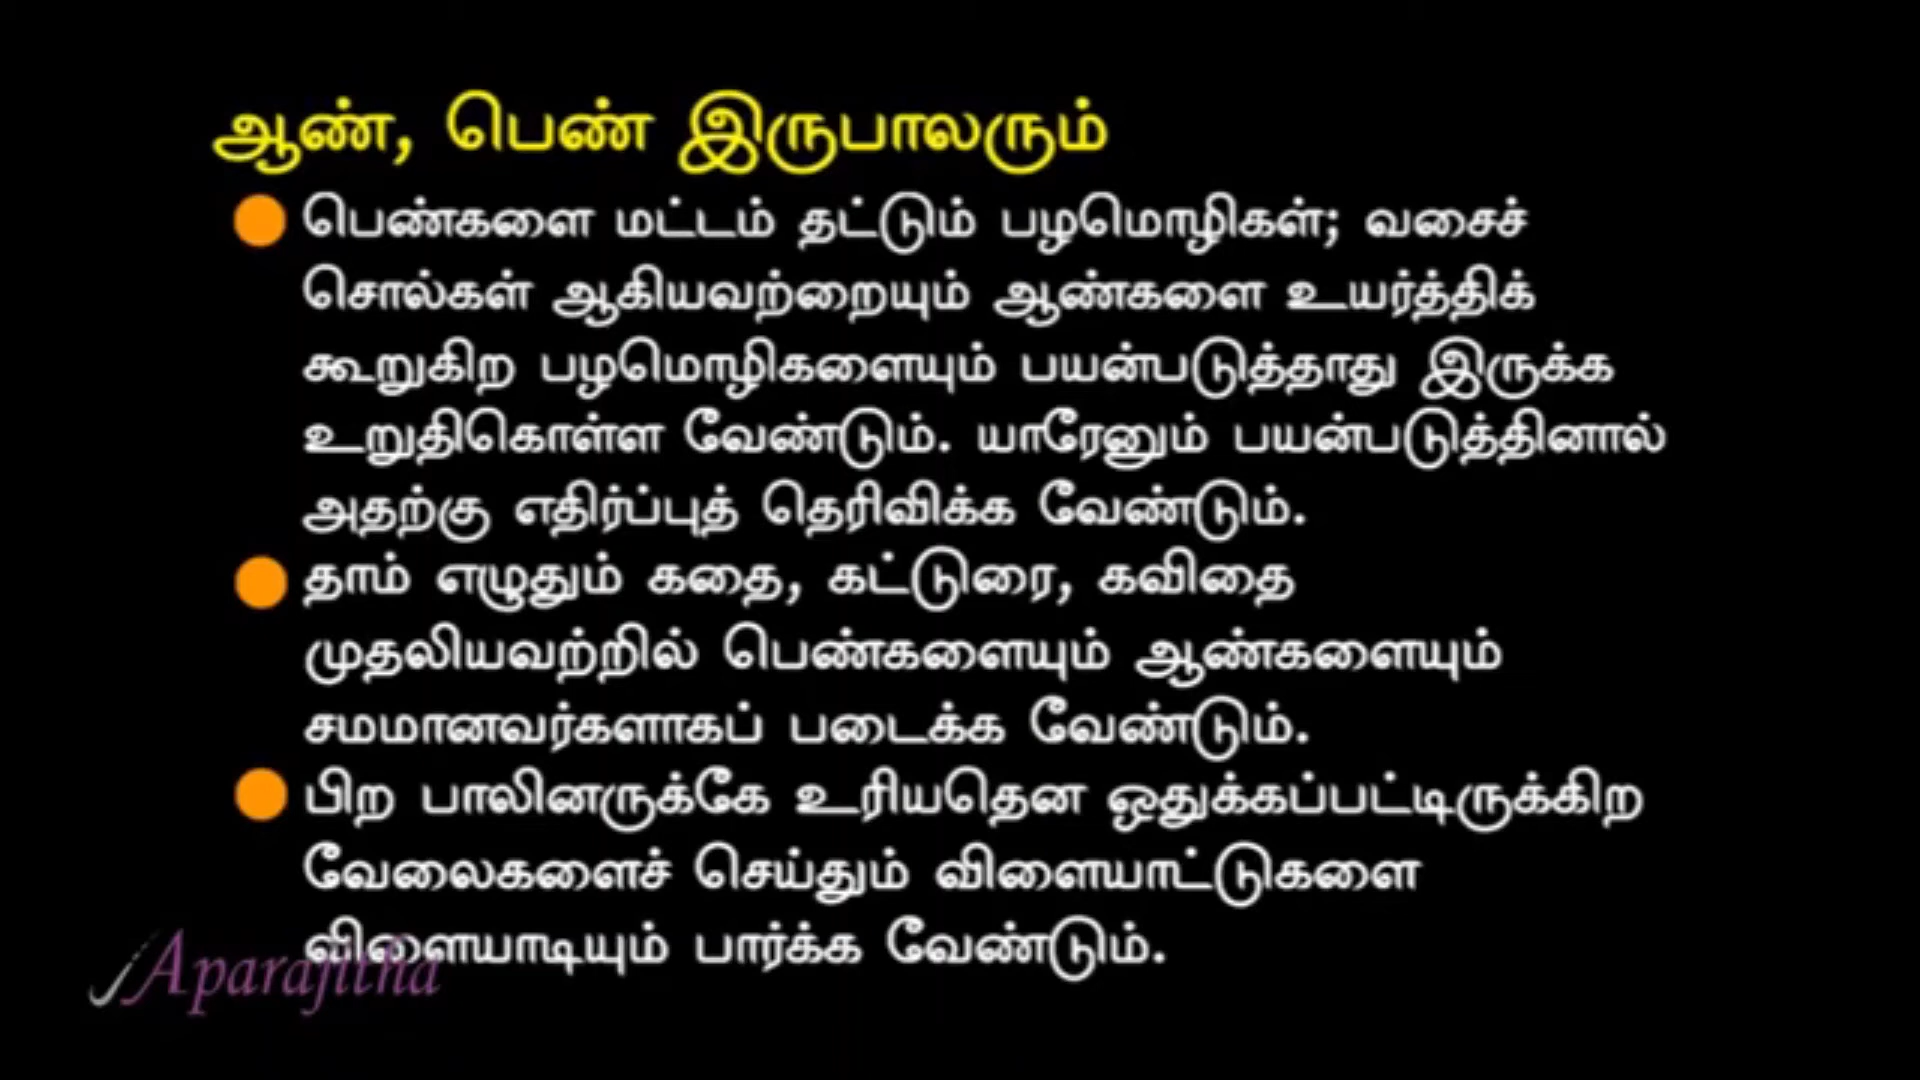 ஆண், பெண் இருபாலரும்
பெண்களை மட்டம் தட்டும் பழமொழிகள்; வசைச்
சொல்கள் ஆகியவற்றையும் ஆண்களை உயர்த்திக்
கூறுகிற பழமொழிகளையும் பயன்படுத்தாது இருக்க
உறுதிகொள்ள வேண்டும். யாரேனும் பயன்படுத்தினால்
அதற்கு எதிர்ப்புத் தெரிவிக்க வேண்டும்.
தாம் எழுதும் கதை, கட்டுரை, கவிதை
முதலியவற்றில் பெண்களையும் ஆண்களையும்
சமமானவர்களாகப் படைக்க வேண்டும்.
பிற பாலினருக்கே உரியதென ஒதுக்கப்பட்டிருக்கிற
வேலைகளைச் செய்தும் விளையாட்டுகளை
விளையாடியும் பார்க்க வேண்டும்.
Aparajitha